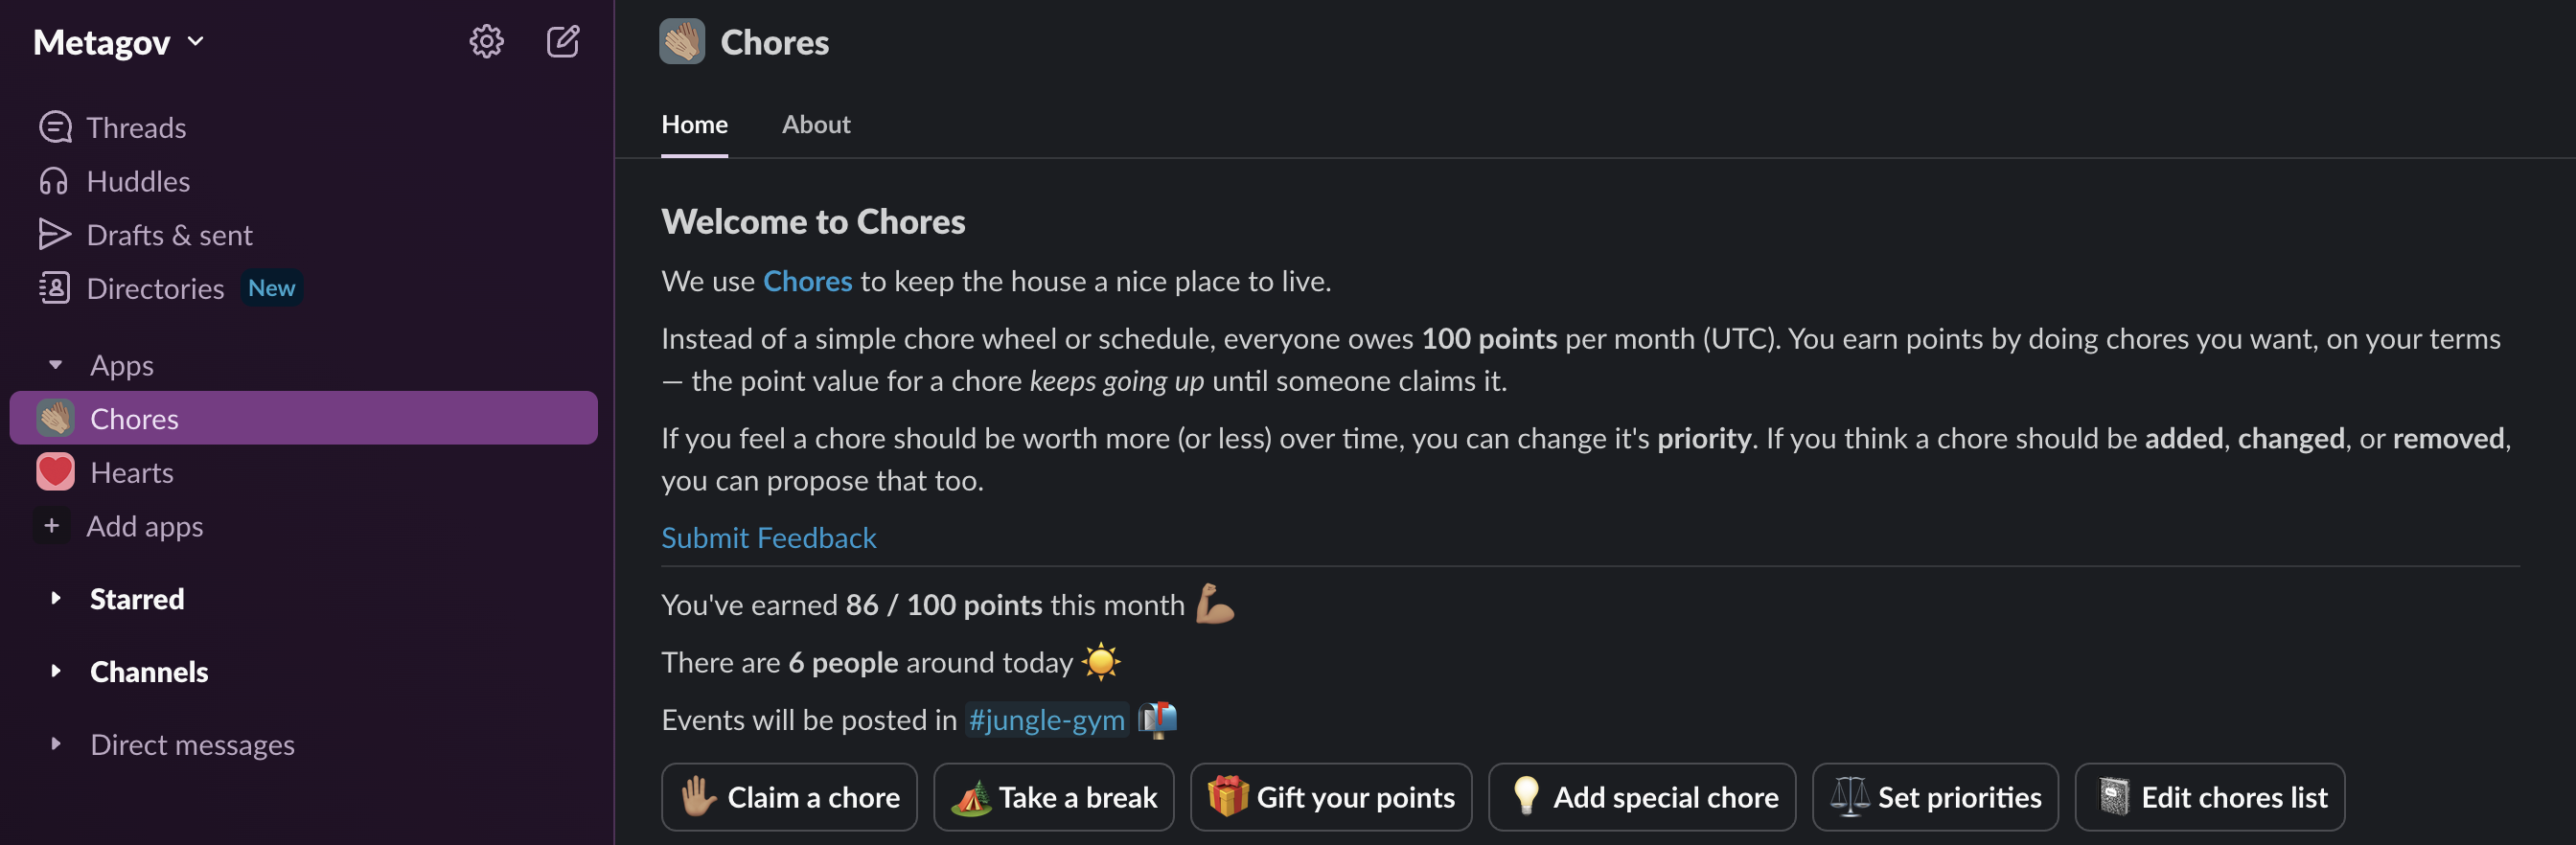 Metagov
Threads
Huddles
Drafts & sent
Directories New
Apps
Chores
Hearts
+ Add apps
Starred
Channels
Direct messages
Chores
Home About
Welcome to Chores
We use Chores to keep the house a nice place to live.
Instead of a simple chore wheel or schedule, everyone owes 100 points per month (UTC). You earn points by doing chores you want, on your terms
— the point value for a chore keeps going up until someone claims it.
If you feel a chore should be worth more (or less) over time, you can change it's priority. If you think a chore should be added, changed, or removed,
you can propose that too.
Submit Feedback
You've earned 86 / 100 points this month 💪🏽
There are 6 people around today ☀️
Events will be posted in #jungle-gym 📬
✋🏽 Claim a chore 🏕️ Take a break 🎁 Gift your points 💡 Add special chore ⚖️ Set priorities 📓 Edit chores list